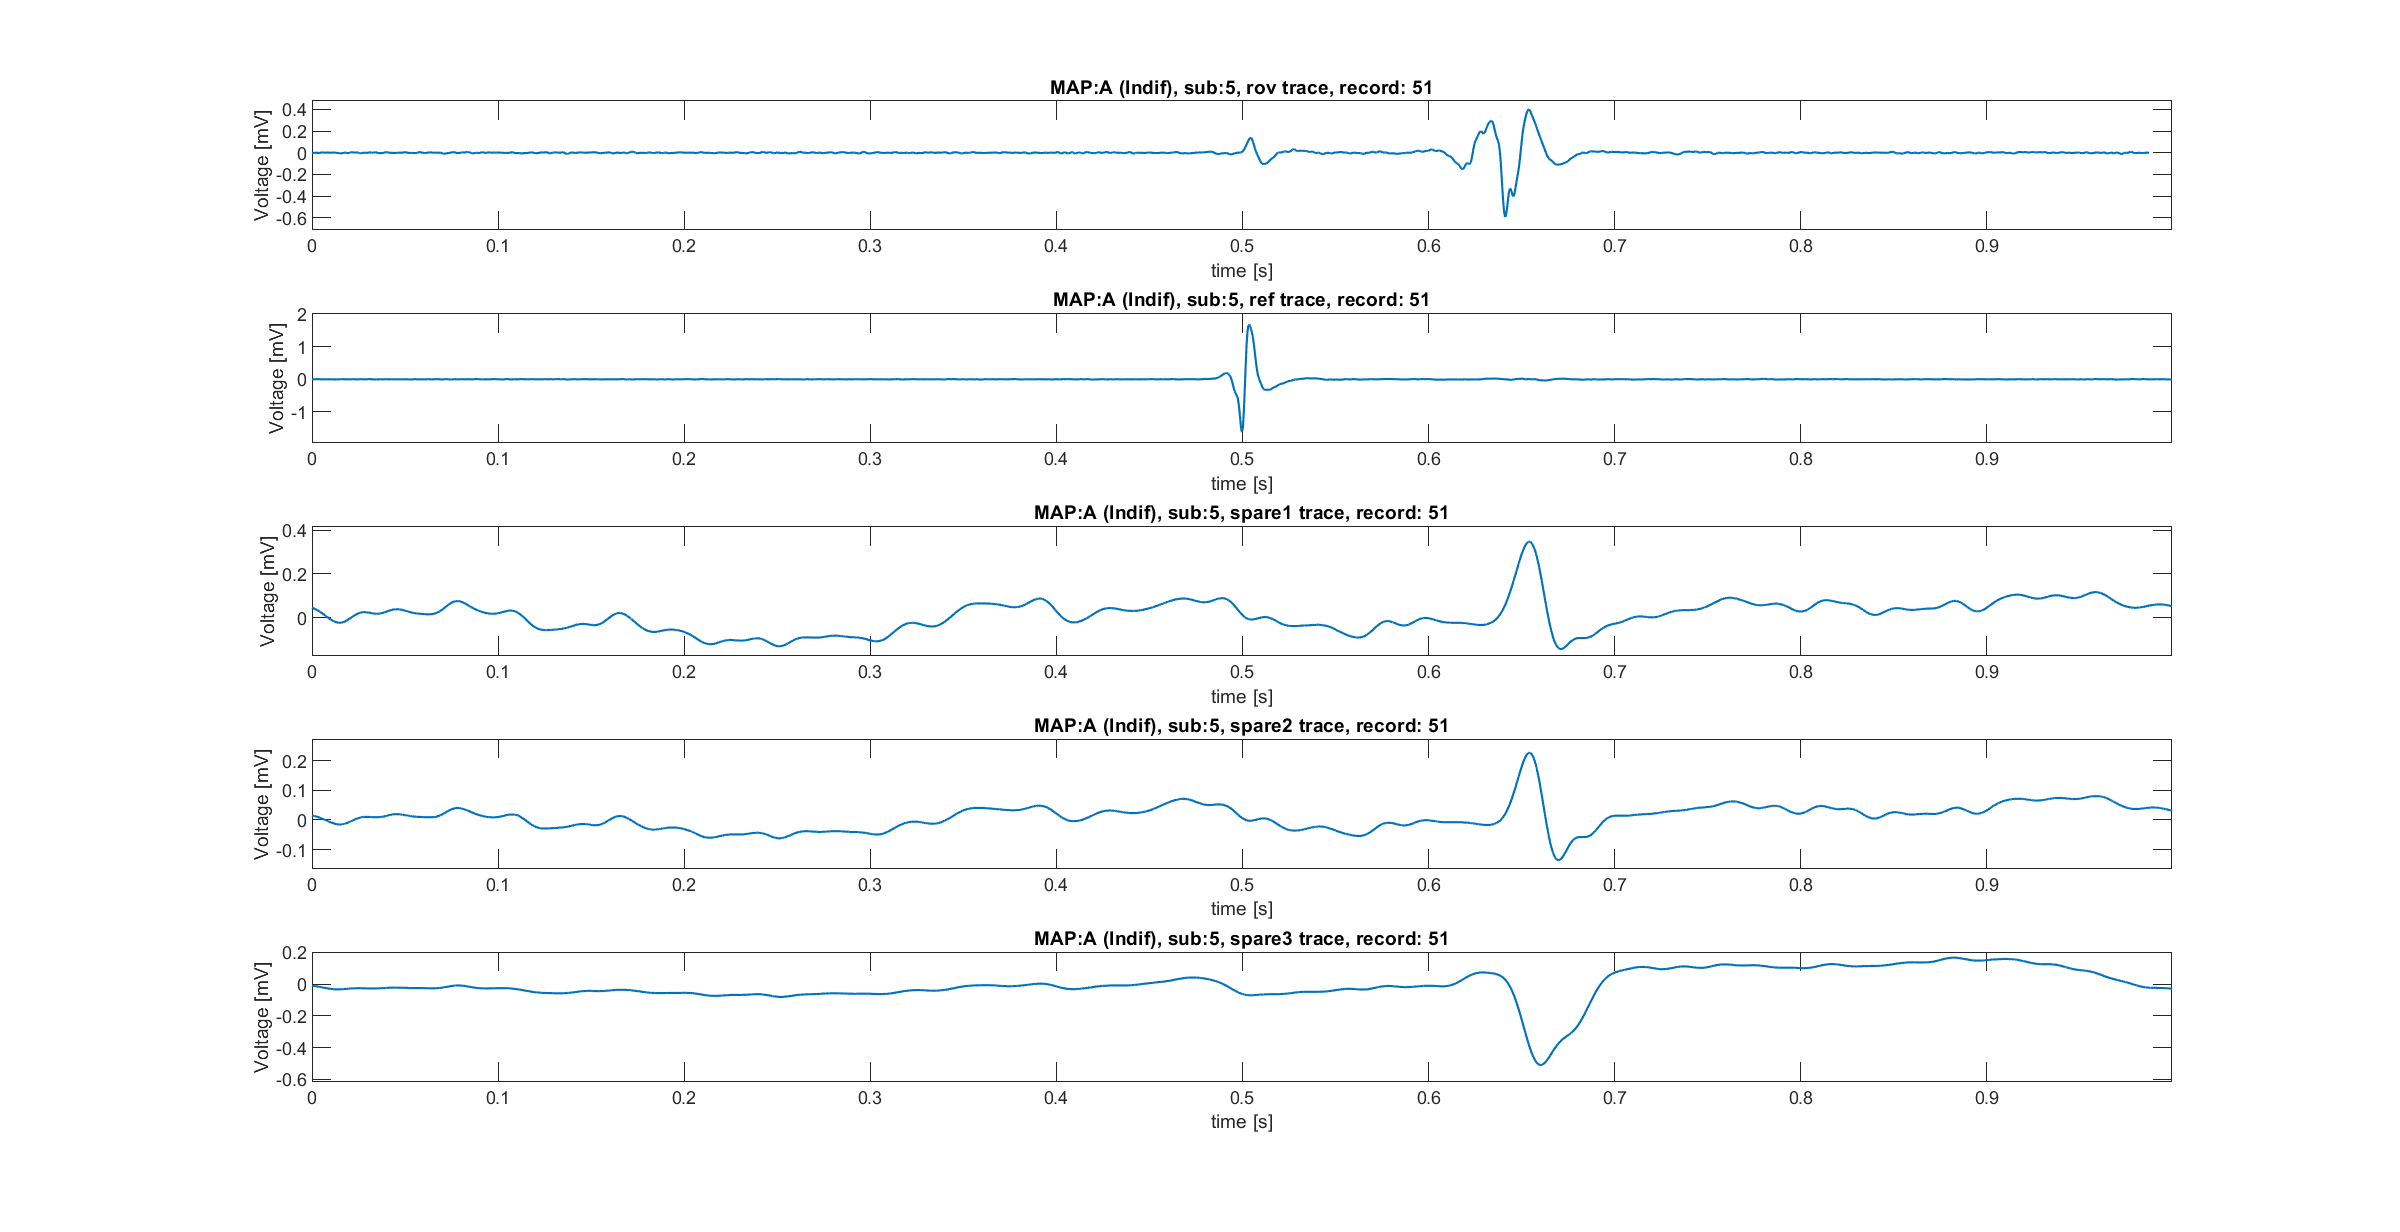 MAP:A (Indif), sub:5, rov trace, record: 51
Voltage [mV]
0.4
0.2
0
-0.2
-0.4
-0.6
0 0.1 0.2 0.3 0.4 0.5 0.6 0.7 0.8 0.9
time [s]
MAP:A (Indif), sub:5, ref trace, record: 51
Voltage [mV]
2
1
0
-1
0 0.1 0.2 0.3 0.4 0.5 0.6 0.7 0.8 0.9
time [s]
MAP:A (Indif), sub:5, spare1 trace, record: 51
Voltage [mV]
0.4
0.2
0
0 0.1 0.2 0.3 0.4 0.5 0.6 0.7 0.8 0.9
time [s]
MAP:A (Indif), sub:5, spare2 trace, record: 51
Voltage [mV]
0.2
0.1
0
-0.1
0 0.1 0.2 0.3 0.4 0.5 0.6 0.7 0.8 0.9
time [s]
MAP:A (Indif), sub:5, spare3 trace, record: 51
Voltage [mV]
0.2
0
-0.2
-0.4
-0.6
0 0.1 0.2 0.3 0.4 0.5 0.6 0.7 0.8 0.9
time [s]